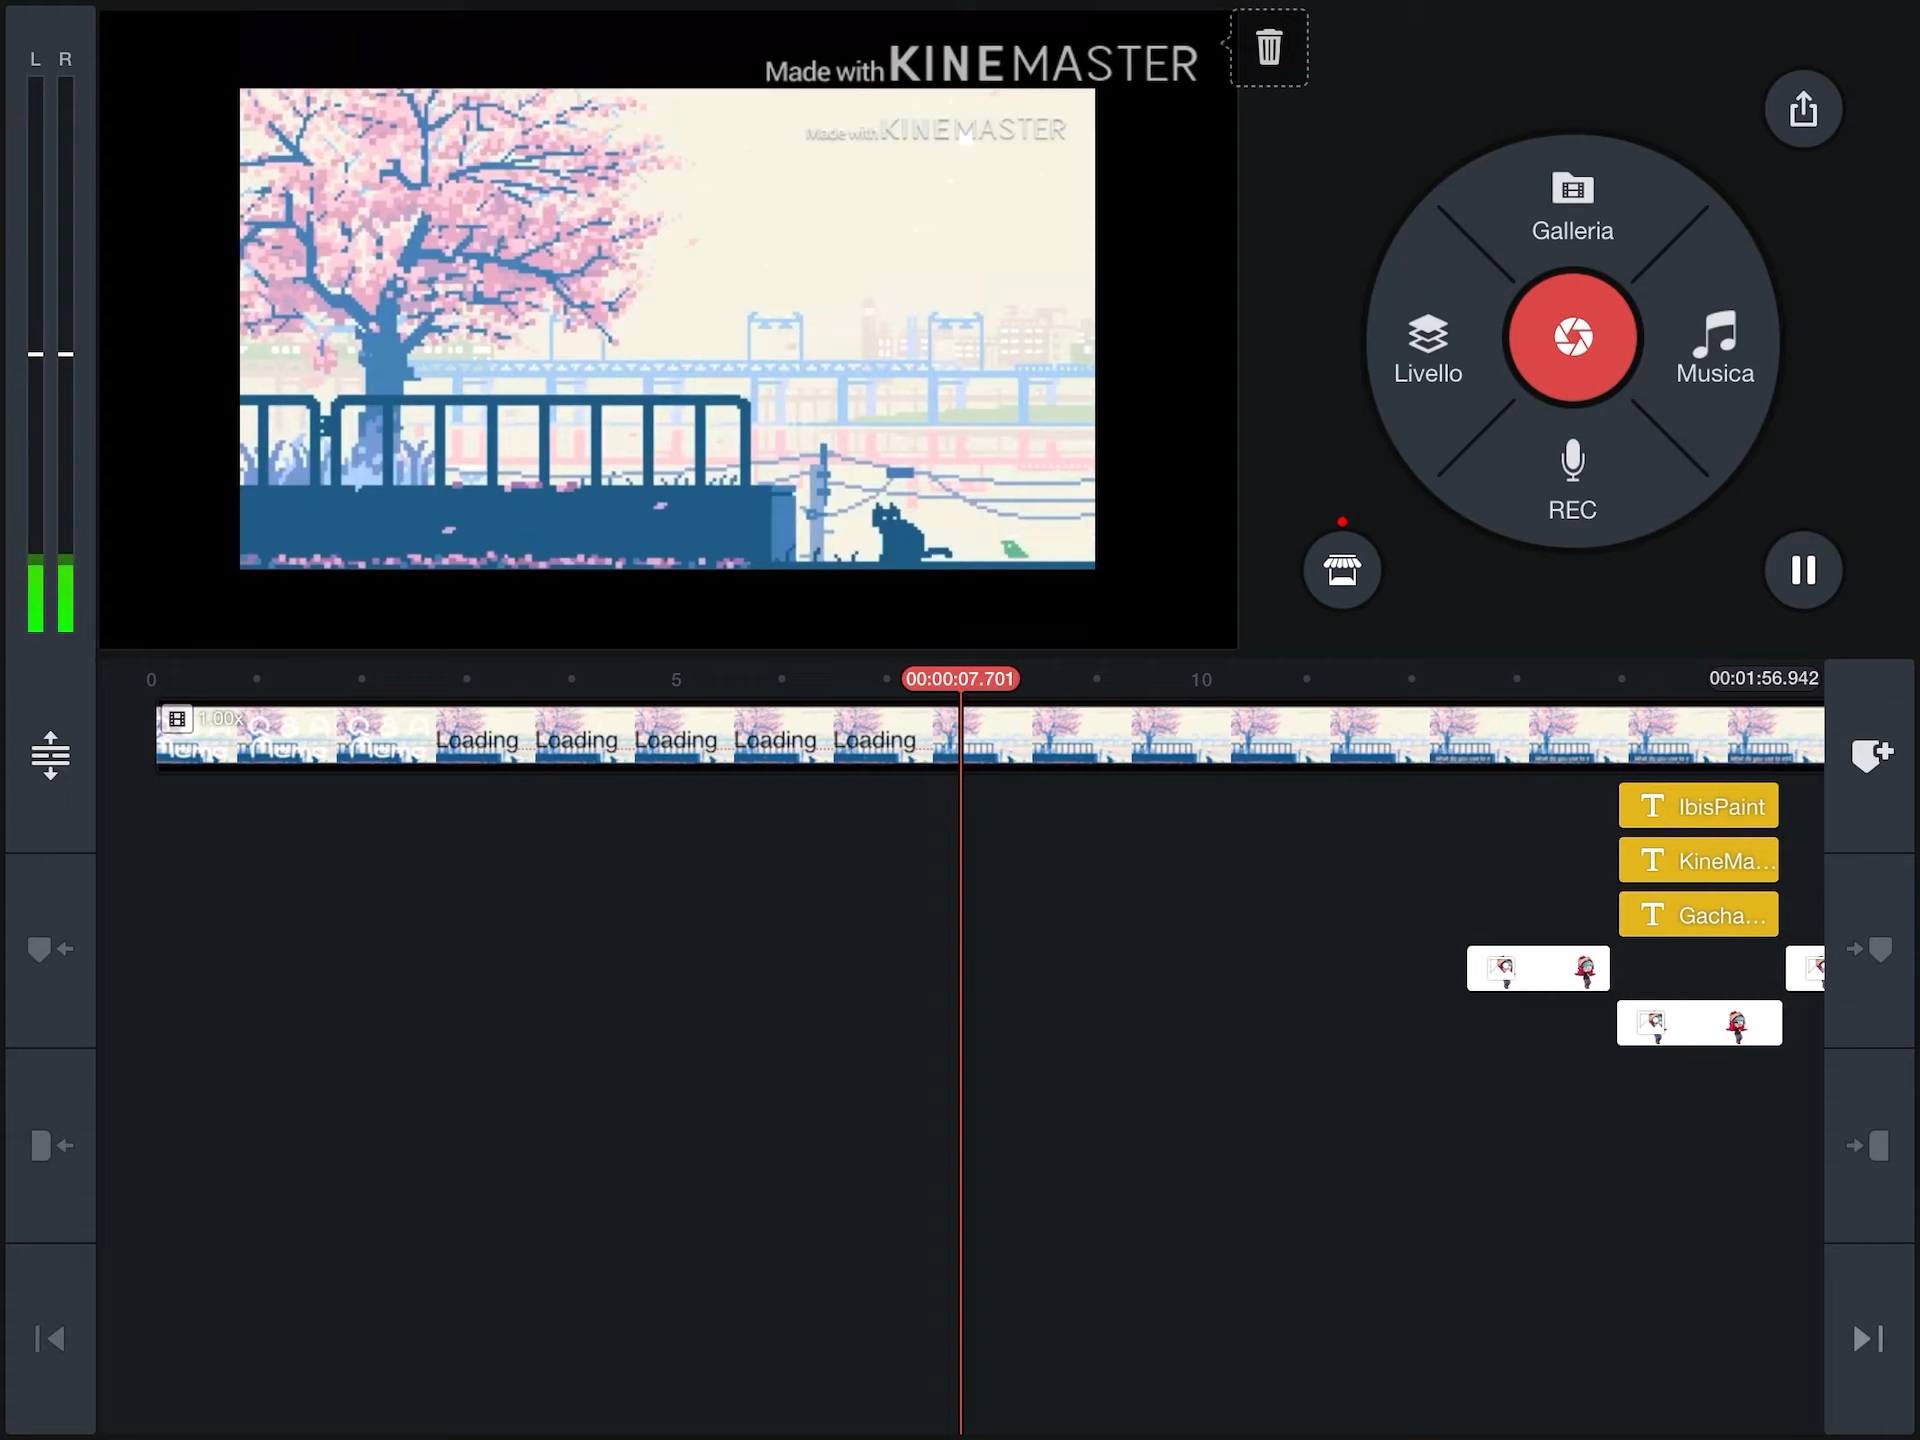 L R
Made with KINEMASTER
Made with KINEMASTER
Galleria
Livello
Musica
REC
0
5
00:00:07.701
10
00:01:56.942
1.00x
Loading Loading Loading Loading Loading
IbisPaint
KineMa...
Gacha...